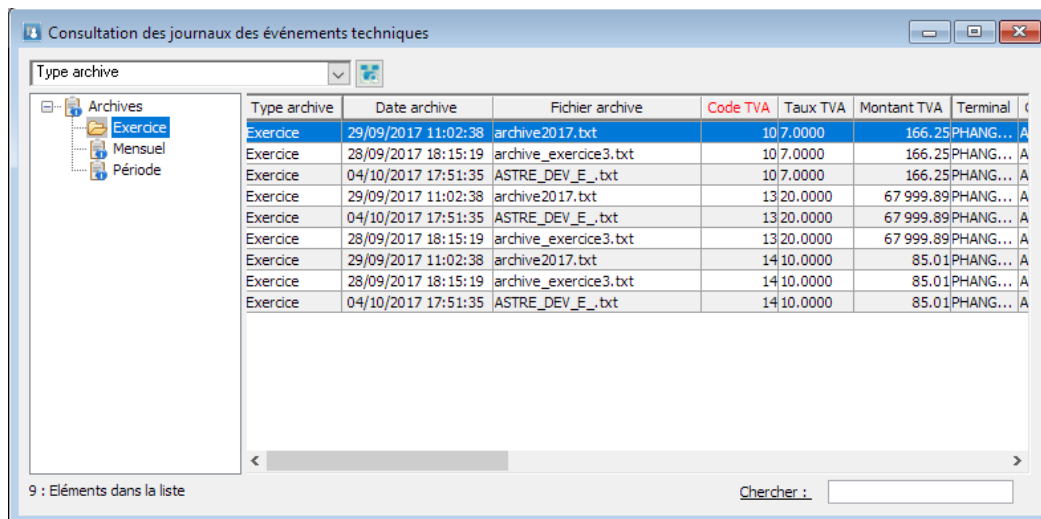 Consultation des journaux des événements techniques
Type archive
Archives
Exercice
Mensuel
Période
Type archive Date archive Fichier archive Code TVA Taux TVA Montant TVA Terminal
Exercice 29/09/2017 11:02:38 archive2017.txt 10 7.0000 166.25 PHANG... A
Exercice 28/09/2017 18:15:19 archive_exercice3.txt 10 7.0000 166.25 PHANG... A
Exercice 04/10/2017 17:51:35 ASTRE_DEV_E_.txt 10 7.0000 166.25 PHANG... A
Exercice 29/09/2017 11:02:38 archive2017.txt 13 20.0000 67 999.89 PHANG... A
Exercice 04/10/2017 17:51:35 ASTRE_DEV_E_.txt 13 20.0000 67 999.89 PHANG... A
Exercice 28/09/2017 18:15:19 archive_exercice3.txt 13 20.0000 67 999.89 PHANG... A
Exercice 29/09/2017 11:02:38 archive2017.txt 14 10.0000 85.01 PHANG... A
Exercice 28/09/2017 18:15:19 archive_exercice3.txt 14 10.0000 85.01 PHANG... A
Exercice 04/10/2017 17:51:35 ASTRE_DEV_E_.txt 14 10.0000 85.01 PHANG... A
9 : Eléments dans la liste
Chercher :